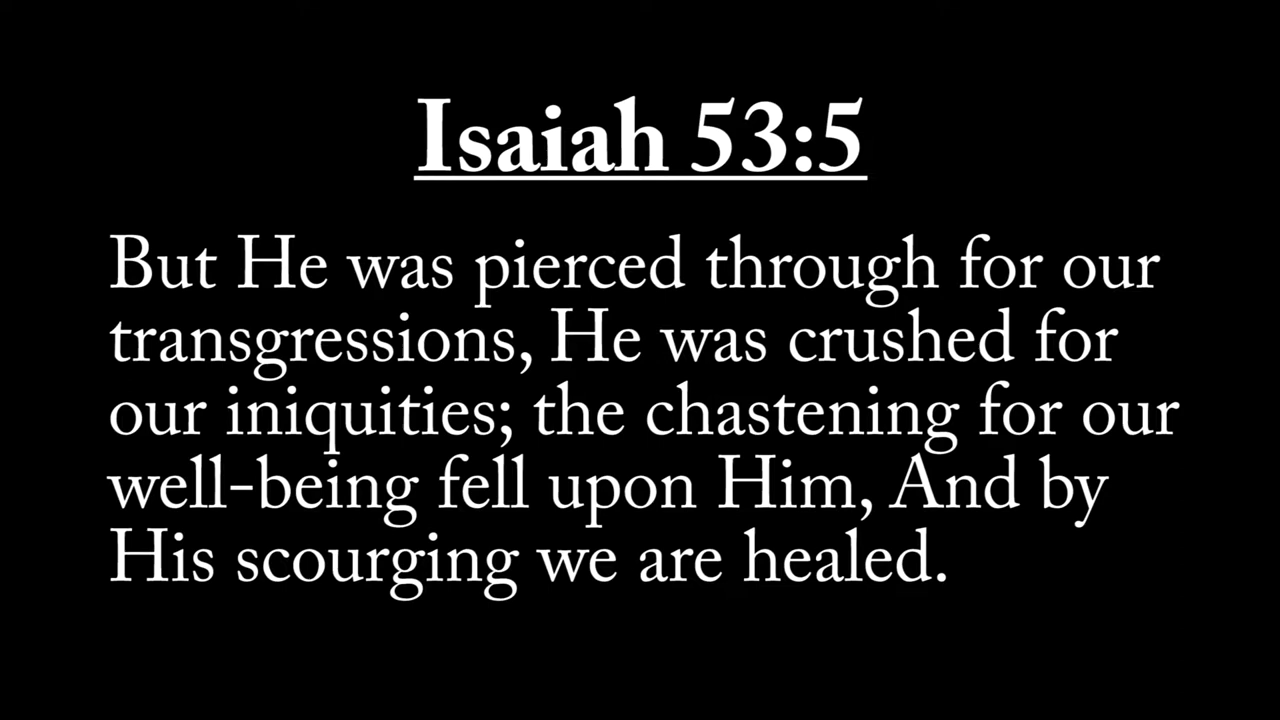 Isaiah 53:5
But He was pierced through for our
transgressions, He was crushed for
our iniquities; the chastening for our
well-being fell upon Him, And by
His scourging we are healed.